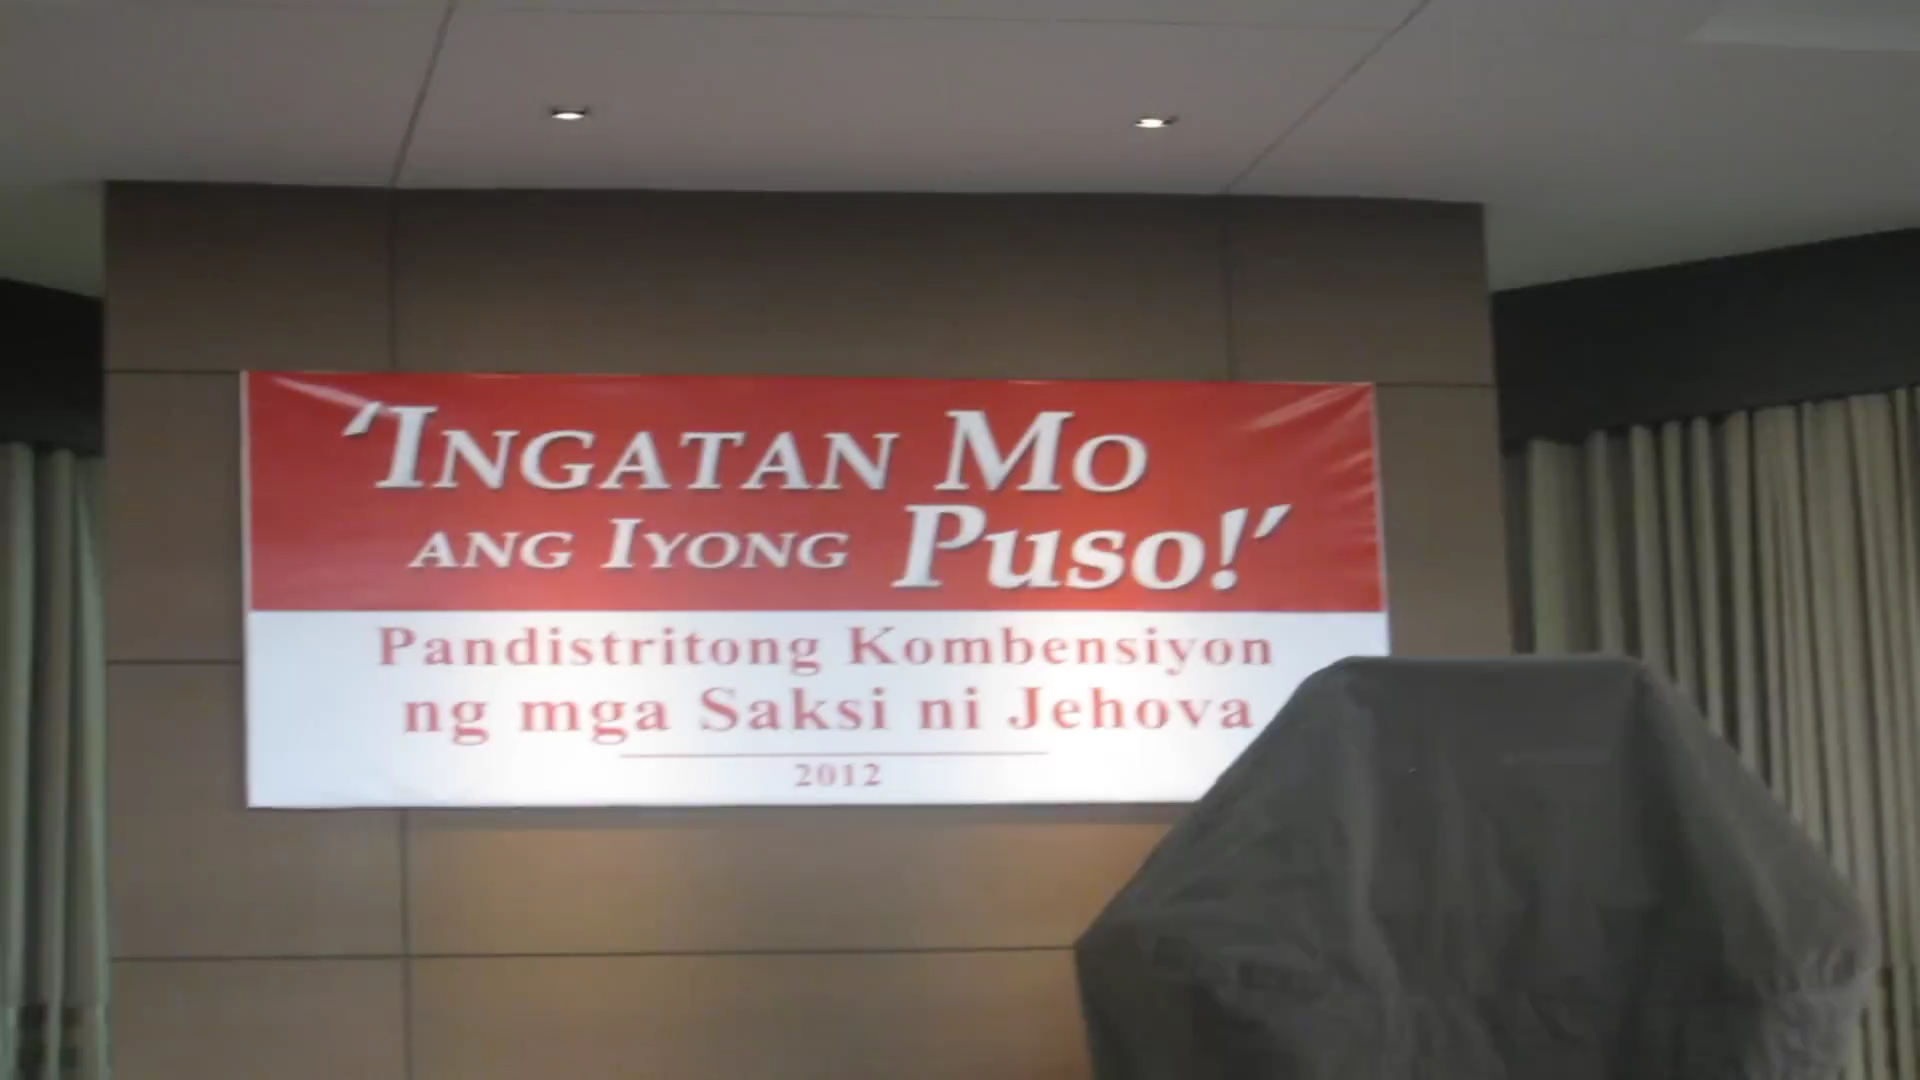 'INGATAN MO
ANG IYONG Puso!'
Pandistritong Kombensiyon
ng mga Saksi ni Jehova
2012